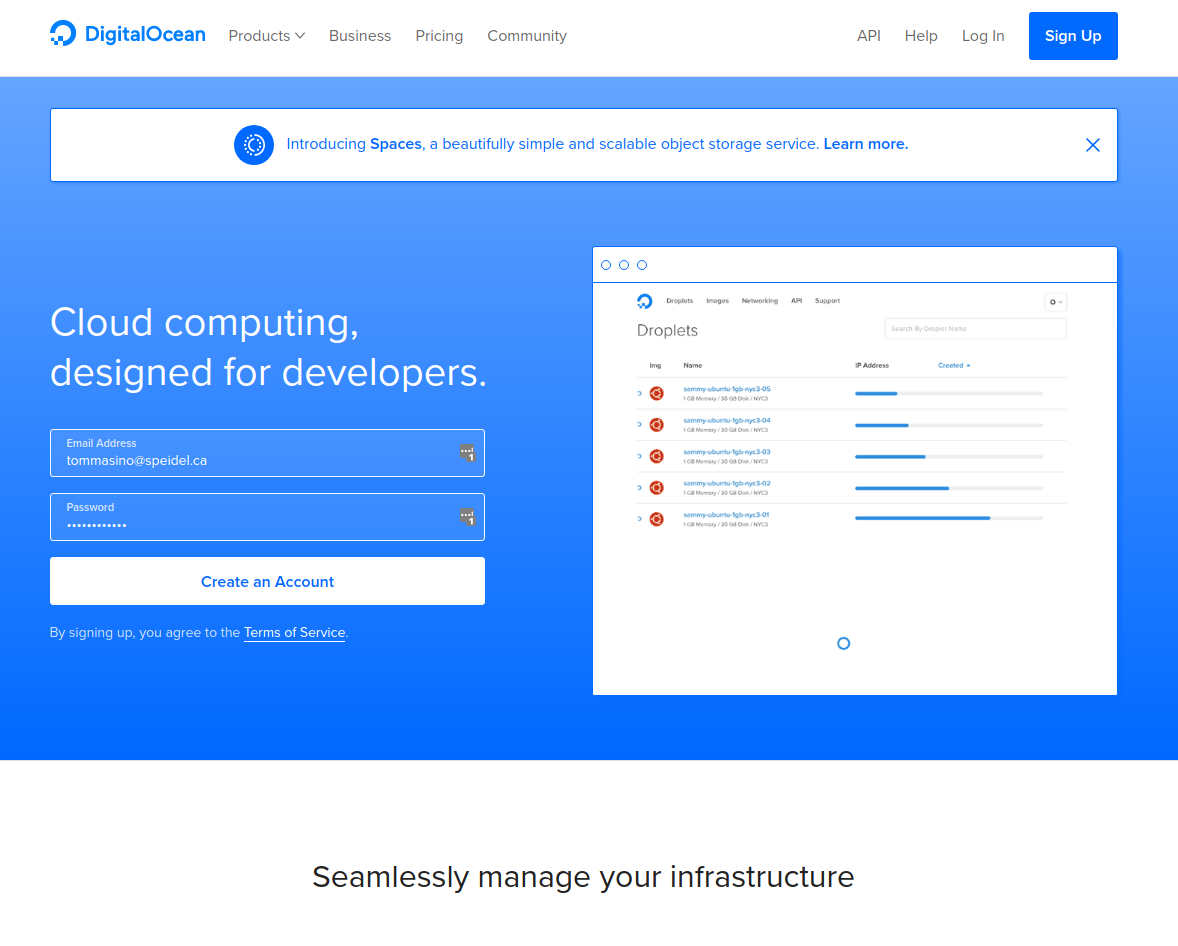 DigitalOcean Products Business Pricing Community API Help Log In Sign Up
Introducing Spaces, a beautifully simple and scalable object storage service. Learn more.
Cloud computing,
designed for developers.
Email Address
tommasino@speidel.ca
Password
••••••••••••
Create an Account
By signing up, you agree to the Terms of Service.
Droplets Images Networking API Support
Droplets
Search By Droplet Name
Img Name IP Address Created
sammy-ubuntu-1gb-nyc3-05
1 GB Memory / 30 GB Disk / NYC3
sammy-ubuntu-1gb-nyc3-04
1 GB Memory / 30 GB Disk / NYC3
sammy-ubuntu-1gb-nyc3-03
1 GB Memory / 30 GB Disk / NYC3
sammy-ubuntu-1gb-nyc3-02
1 GB Memory / 30 GB Disk / NYC3
sammy-ubuntu-1gb-nyc3-01
1 GB Memory / 30 GB Disk / NYC3
Seamlessly manage your infrastructure